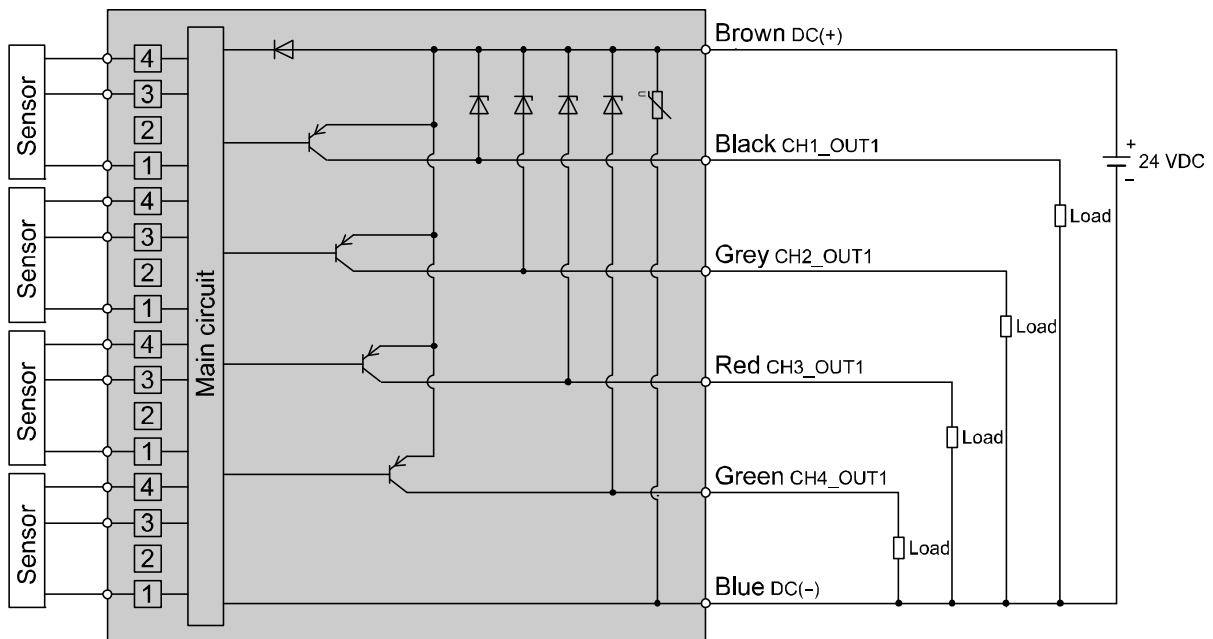 Sensor
4
3
2
1
Sensor
4
3
2
1
Sensor
4
3
2
1
Sensor
4
3
2
1
Main circuit
n
Brown DC(+)
Black CH1_OUT1
Grey CH2_OUT1
Red CH3_OUT1
Green CH4_OUT1
Blue DC(−)
Load
Load
Load
Load
+
24 VDC
−